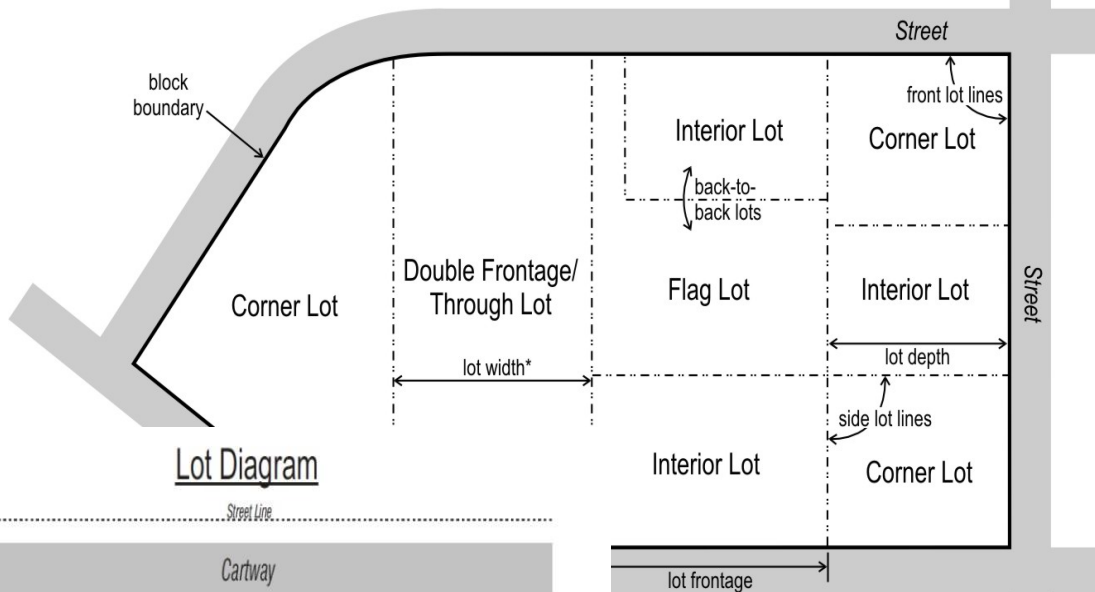 Street
block
boundary
front lot lines
Interior Lot
Corner Lot
back-to-
back lots
Double Frontage/
Through Lot
Flag Lot
Interior Lot
Street
Corner Lot
lot depth
lot width*
side lot lines
Interior Lot
Corner Lot
Lot Diagram
Street Line
Cartway
lot frontage